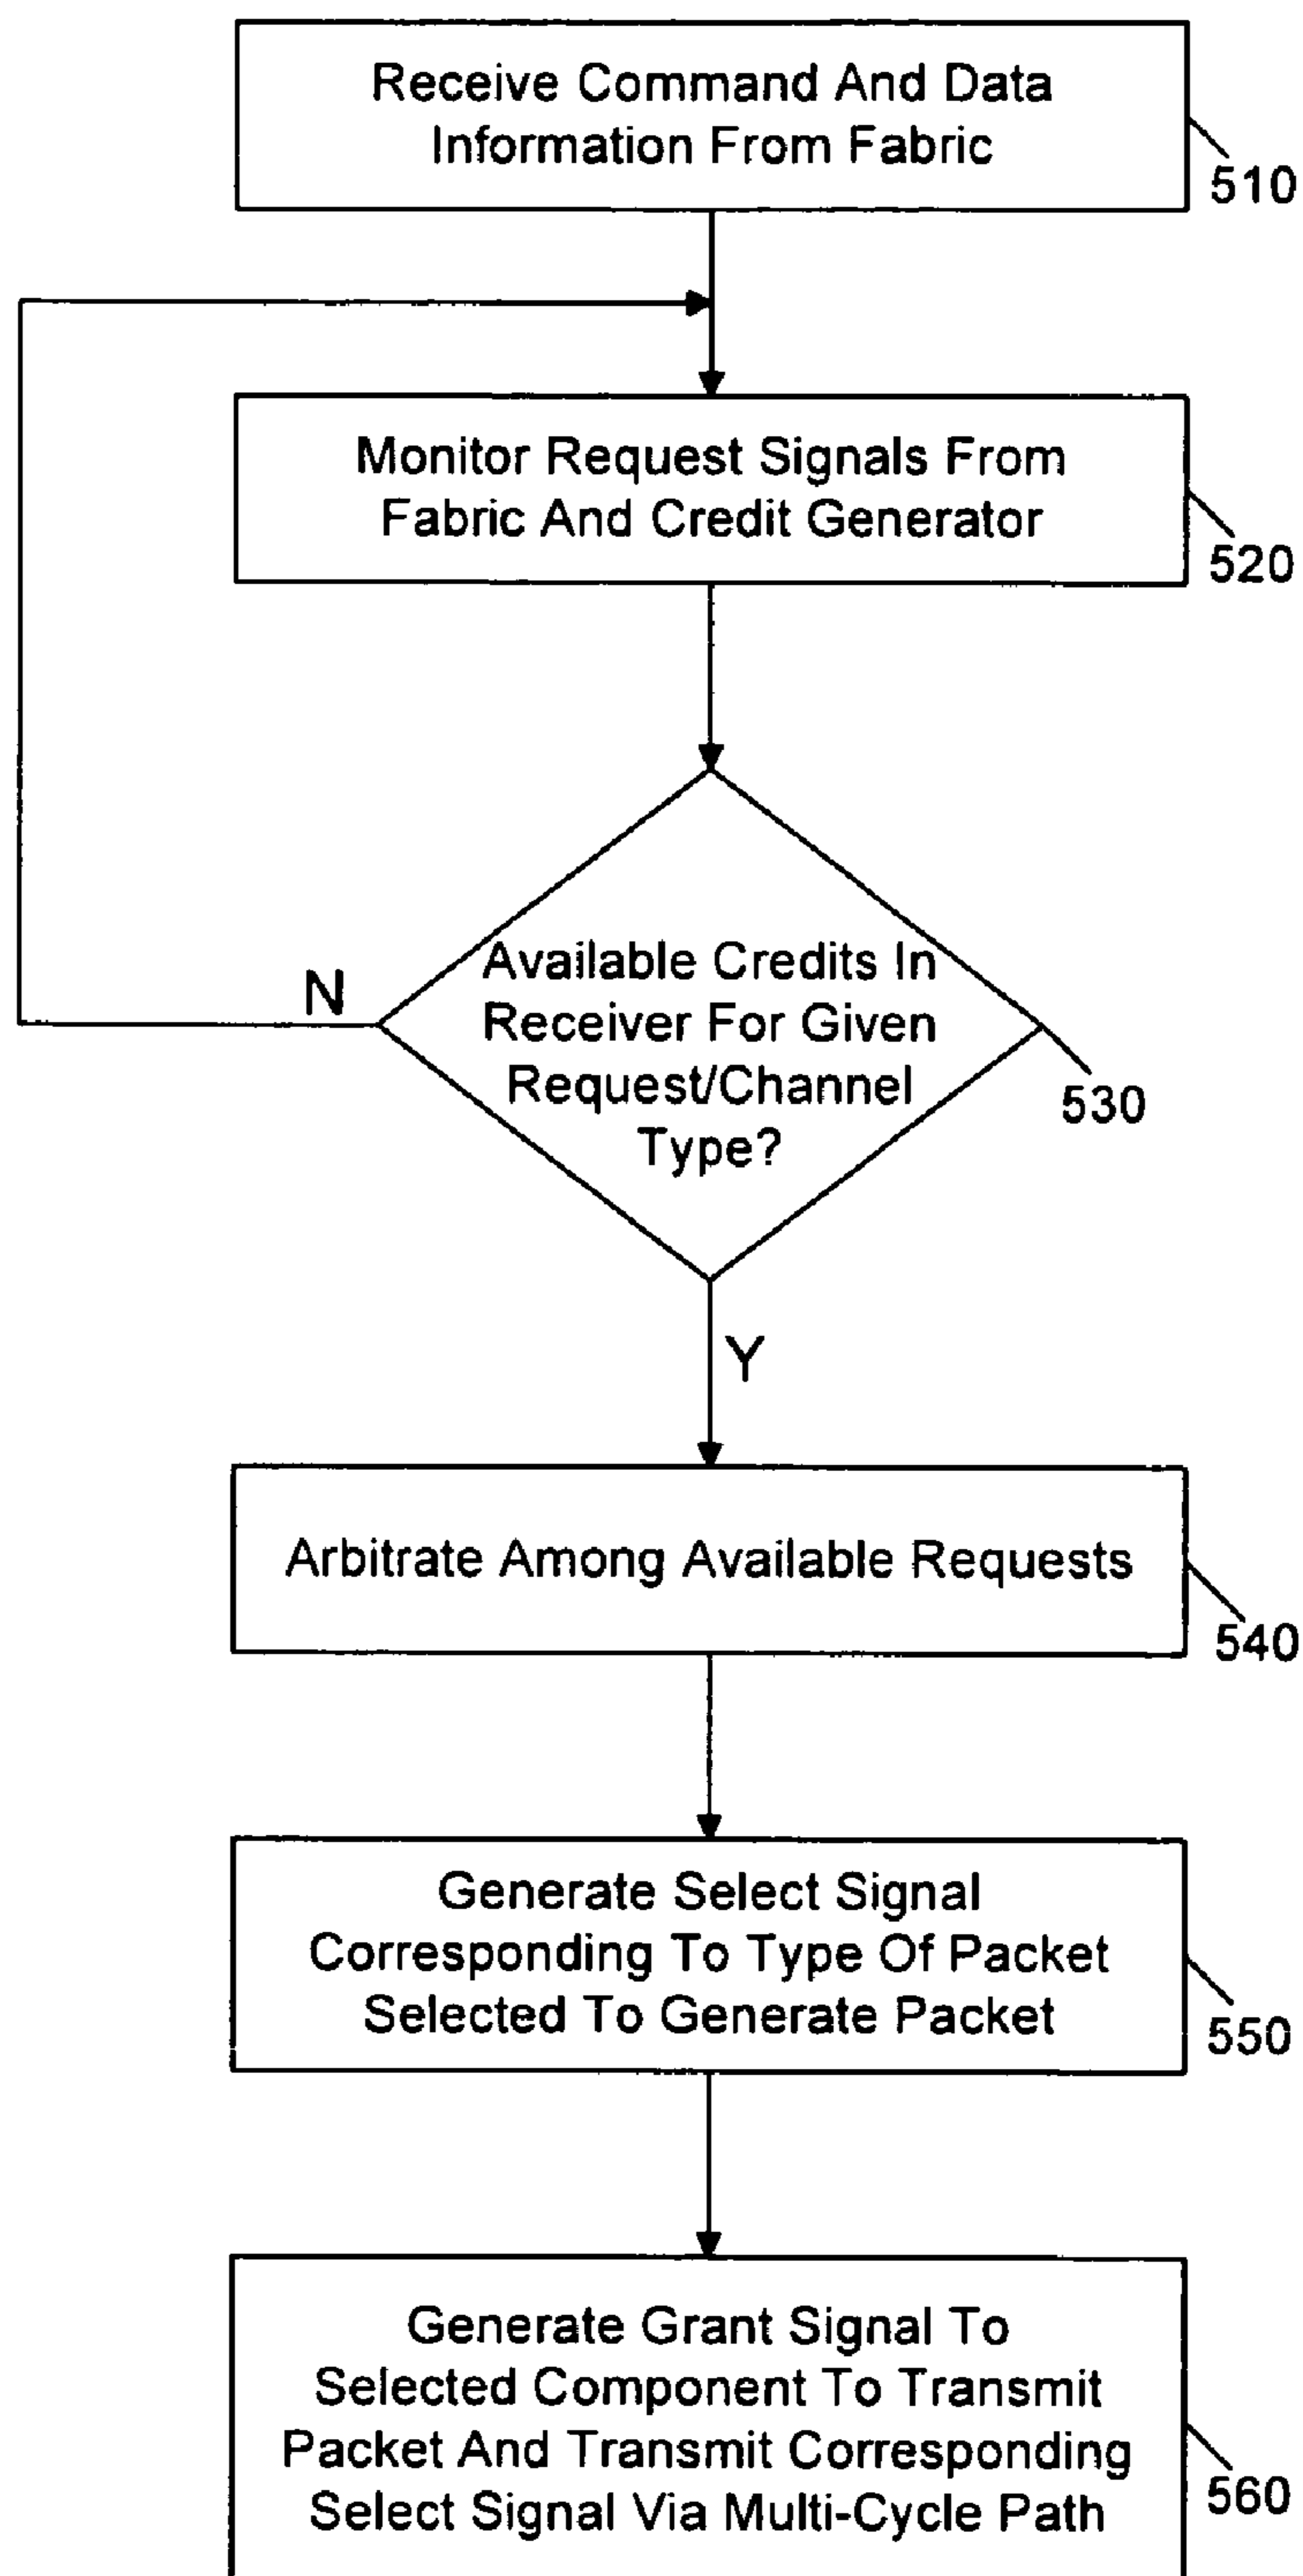 Receive Command And Data
Information From Fabric
510
Monitor Request Signals From
Fabric And Credit Generator
520
N
Available Credits In
Receiver For Given
Request/Channel
Type?
530
Y
Arbitrate Among Available Requests
540
Generate Select Signal
Corresponding To Type Of Packet
Selected To Generate Packet
550
Generate Grant Signal To
Selected Component To Transmit
Packet And Transmit Corresponding
Select Signal Via Multi-Cycle Path
560